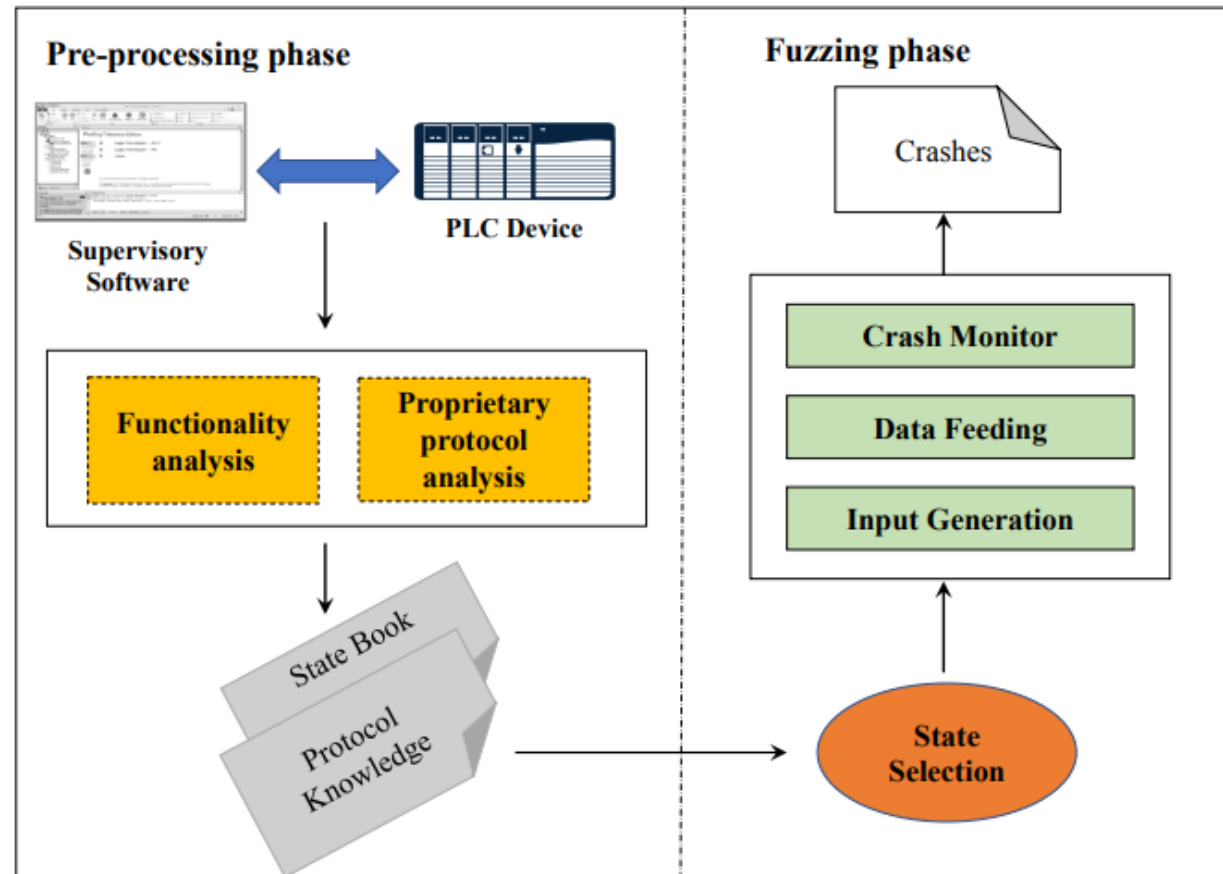 Pre-processing phase
Supervisory
Software
PLC Device
Functionality
analysis
Proprietary
protocol
analysis
State Book
Protocol
Knowledge
Fuzzing phase
Crashes
Crash Monitor
Data Feeding
Input Generation
State
Selection